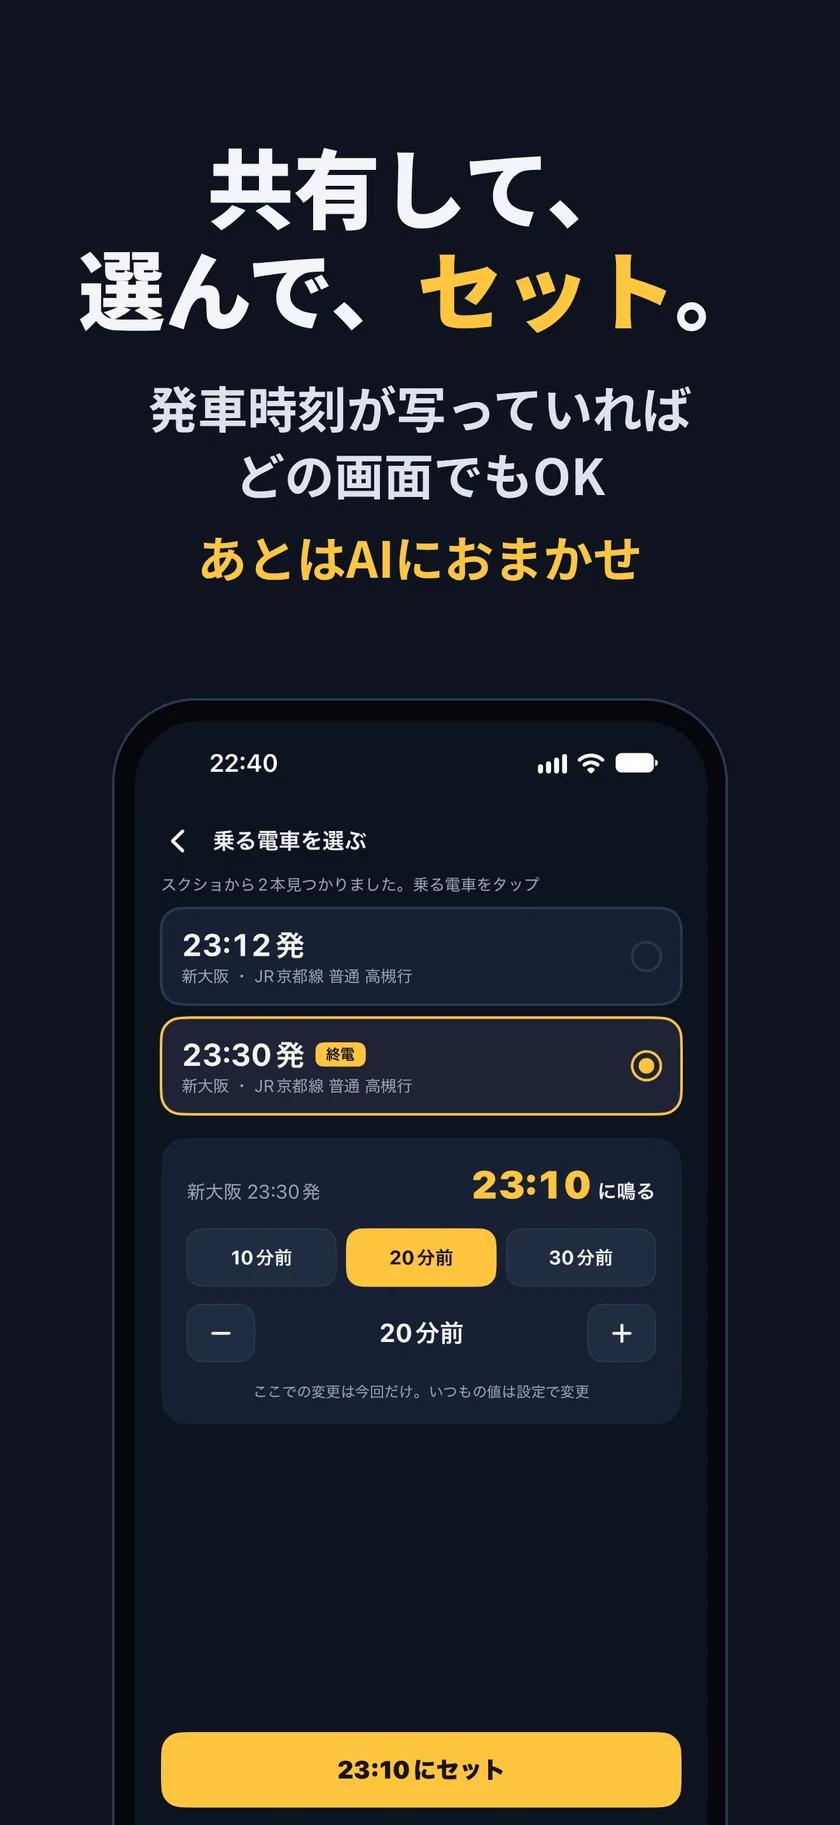 共有して、
選んで、セット。
発車時刻が写っていれば
どの画面でもOK
あとはAIにおまかせ
22:40
乗る電車を選ぶ
スクショから2本見つかりました。乗る電車をタップ
23:12発
新大阪 ・ JR京都線 普通 高槻行
23:30発 終電
新大阪 ・ JR京都線 普通 高槻行
新大阪 23:30発 23:10に鳴る
10分前 20分前 30分前
− 20分前 +
ここでの変更は今回だけ。いつもの値は設定で変更
23:10にセット